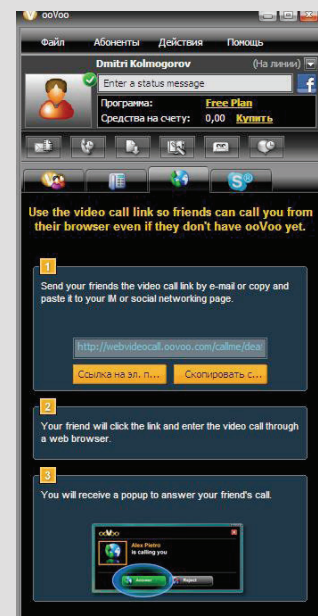 ooVoo
Файл Абоненты Действия Помощь
Dmitri Kolmogorov (На линии)
Enter a status message
Программа: Free Plan
Средства на счету: 0,00 Купить
Use the video call link so friends can call you from
their browser even if they don't have ooVoo yet.
1
Send your friends the video call link by e-mail or copy and
paste it to your IM or social networking page.
http://webvideocall.oovoo.com/callme/dea
Ссылка на эл. п... Скопировать с...
2
Your friend will click the link and enter the video call through
a web browser.
3
You will receive a popup to answer your friend's call.
ooVoo
Alex Pietro
is calling you
Answer Reject